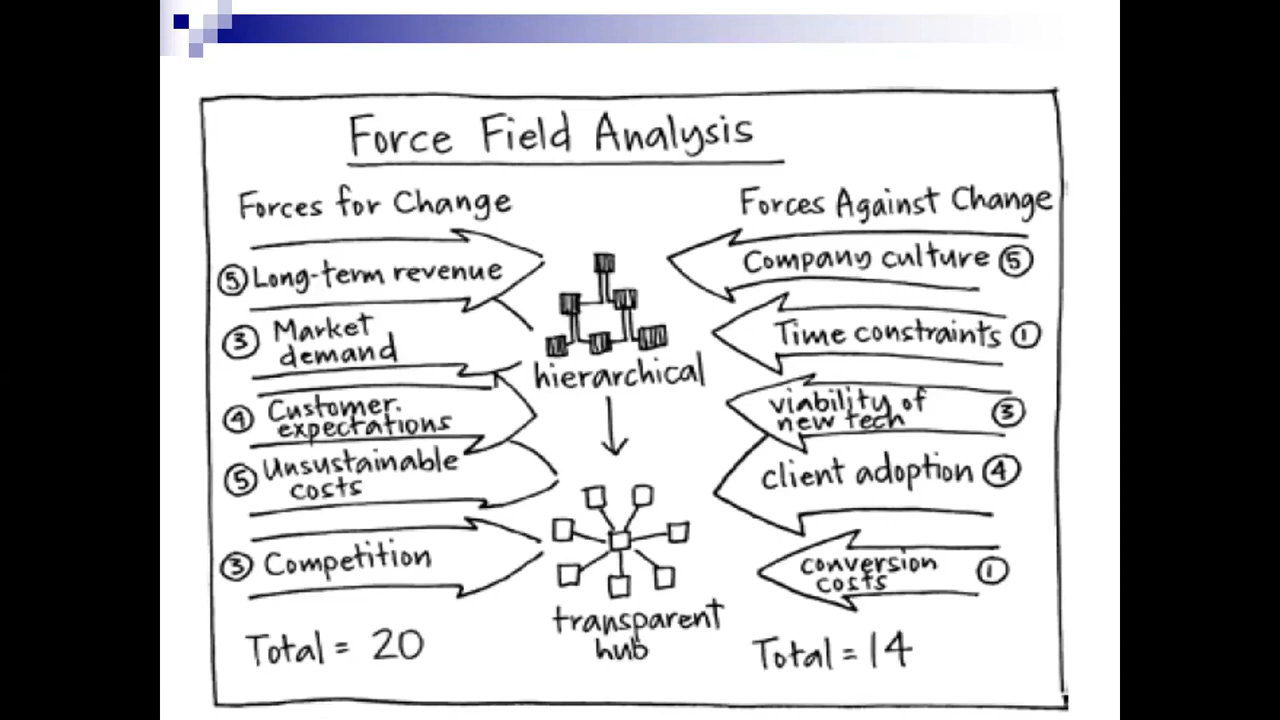 Force Field Analysis
Forces for Change
⑤ Long-term revenue
③ Market
demand
④ Customer.
expectations
⑤ Unsustainable
costs
③ Competition
Total = 20
hierarchical
transparent
hub
Forces Against Change
Company culture ⑤
Time constraints ①
viability of
new tech ③
client adoption ④
conversion
costs ①
Total = 14